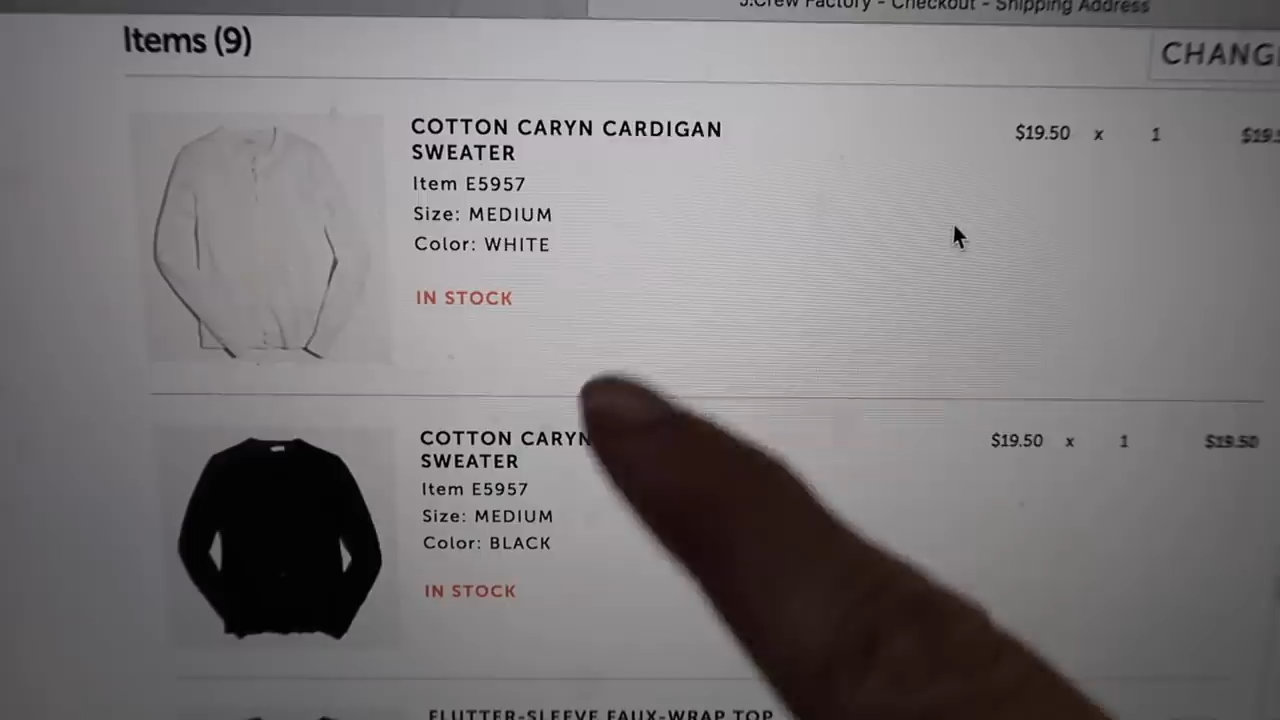 J.Crew Factory - Checkout - Shipping Address
Items (9)
CHANG
COTTON CARYN CARDIGAN
SWEATER
$19.50 x 1
Item E5957
Size: MEDIUM
Color: WHITE
IN STOCK
COTTON CARYN
SWEATER
$19.50 x 1 $19.50
Item E5957
Size: MEDIUM
Color: BLACK
IN STOCK
FLUTTER-SLEEVE FAUX-WRAP TOP